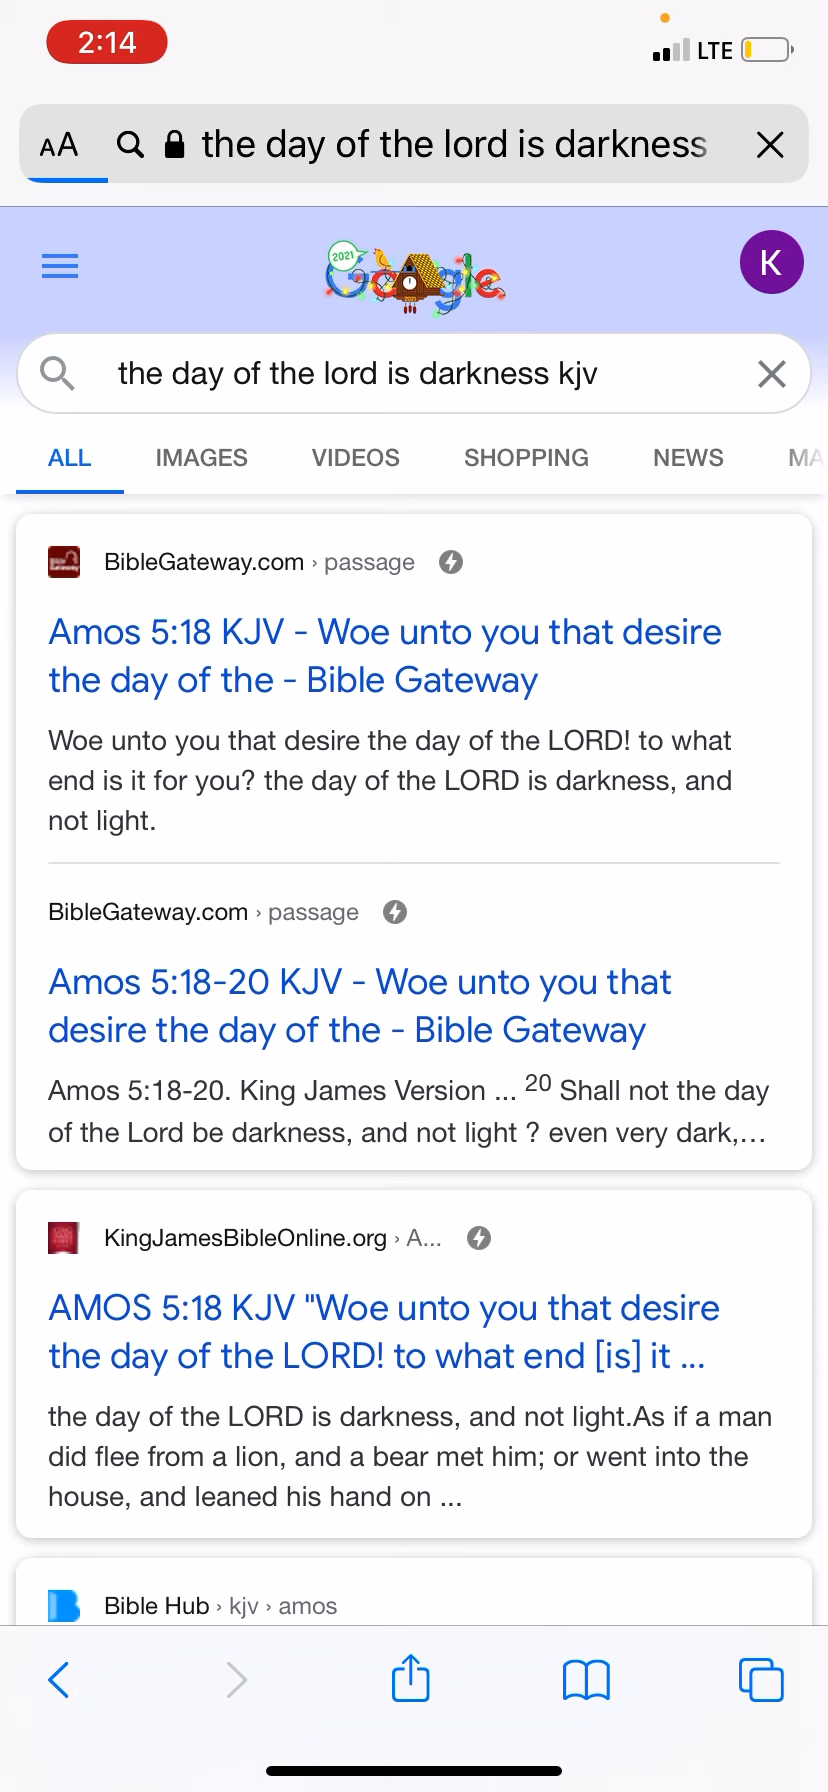 2:14
LTE
AA the day of the lord is darkness
2021
Google
2021
K
the day of the lord is darkness kjv
ALL IMAGES VIDEOS SHOPPING NEWS MA
BibleGateway.com › passage
Amos 5:18 KJV - Woe unto you that desire
the day of the - Bible Gateway
Woe unto you that desire the day of the LORD! to what
end is it for you? the day of the LORD is darkness, and
not light.
BibleGateway.com › passage
Amos 5:18-20 KJV - Woe unto you that
desire the day of the - Bible Gateway
Amos 5:18-20. King James Version ... 20 Shall not the day
of the Lord be darkness, and not light ? even very dark,...
KingJamesBibleOnline.org › A...
AMOS 5:18 KJV "Woe unto you that desire
the day of the LORD! to what end [is] it ...
the day of the LORD is darkness, and not light.As if a man
did flee from a lion, and a bear met him; or went into the
house, and leaned his hand on ...
Bible Hub › kjv › amos